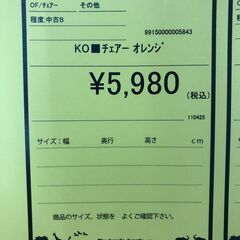 OF/チェアー その他
程度:中古B
99150000005843
KO■チェアー オレンジ
¥5,980
(税込)
110425
サイズ:幅 奥行 高さ cm
商品のサイズ、状態を よくご確認下さい。